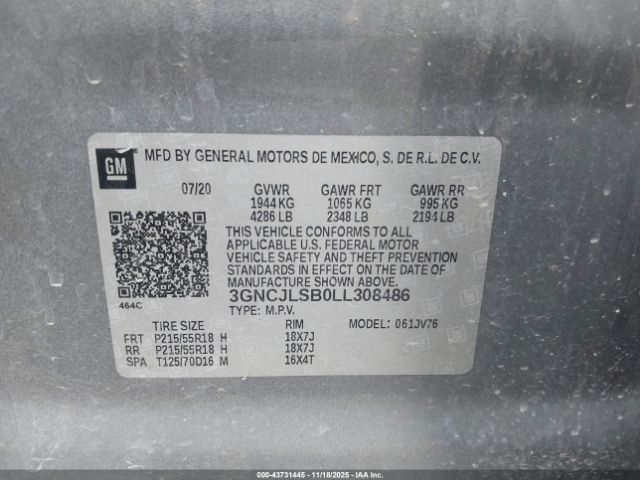 GM
MFD BY GENERAL MOTORS DE MEXICO, S. DE R.L. DE C.V.
07/20 GVWR GAWR FRT GAWR RR
1944 KG 1065 KG 995 KG
4286 LB 2348 LB 2194 LB
THIS VEHICLE CONFORMS TO ALL
APPLICABLE U.S. FEDERAL MOTOR
VEHICLE SAFETY AND THEFT PREVENTION
STANDARDS IN EFFECT ON THE DATE OF
MANUFACTURE SHOWN ABOVE.
464C
3GNCJLSB0LL308486
TYPE: M.P.V.
TIRE SIZE RIM MODEL: 061JV76
FRT P215/55R18 H 18X7J
RR P215/55R18 H 18X7J
SPA T125/70D16 M 16X4T
000-43731445 - 11/18/2025 - IAAI.COM